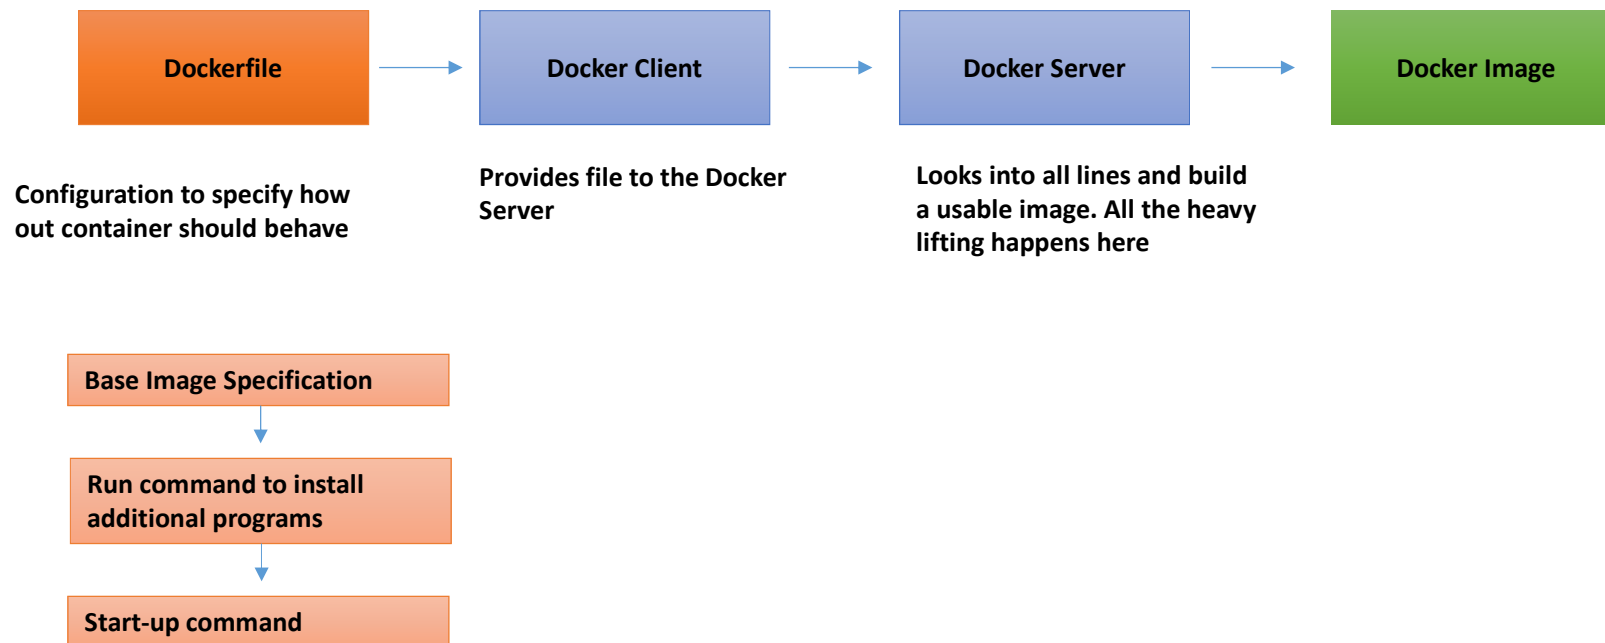 Dockerfile
Docker Client
Docker Server
Docker Image
Configuration to specify how
out container should behave
Provides file to the Docker
Server
Looks into all lines and build
a usable image. All the heavy
lifting happens here
Base Image Specification
Run command to install
additional programs
Start-up command